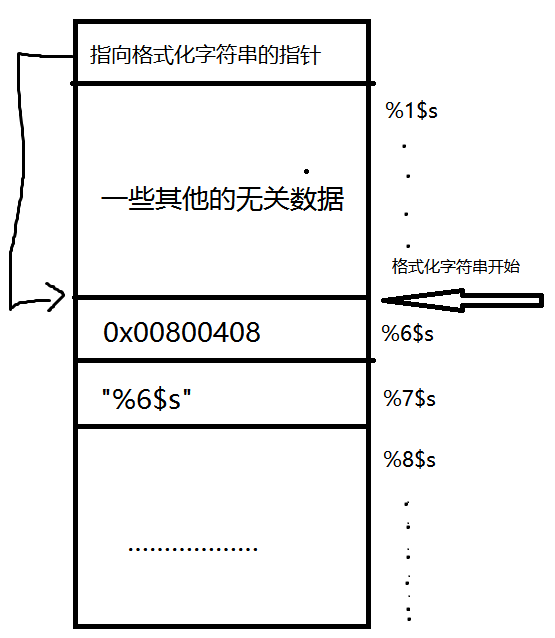 指向格式化字符串的指针
%1$s
一些其他的无关数据
格式化字符串开始
0x00800408
%6$s
"%6$s"
%7$s
%8$s
..................